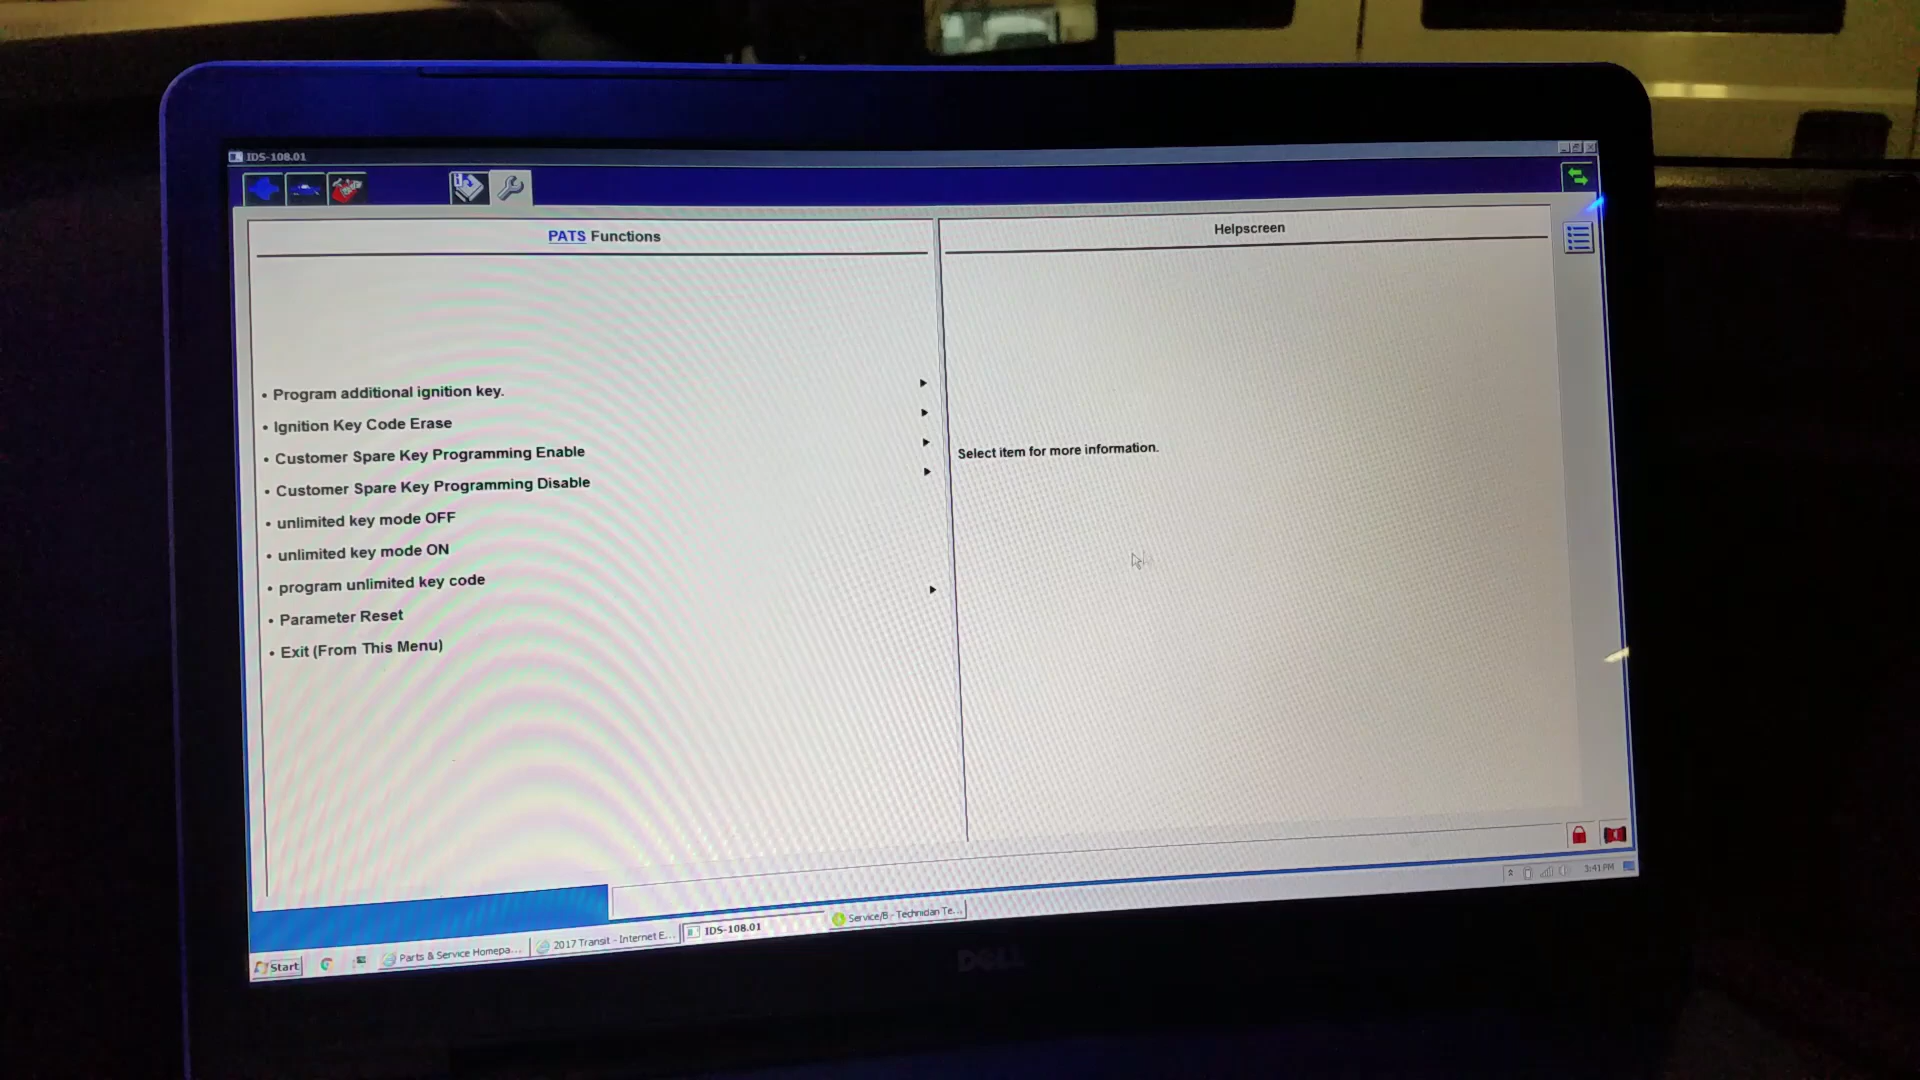 IDS-108.01
PATS Functions
Helpscreen
• Program additional ignition key.
• Ignition Key Code Erase
• Customer Spare Key Programming Enable
• Customer Spare Key Programming Disable
• unlimited key mode OFF
• unlimited key mode ON
• program unlimited key code
• Parameter Reset
• Exit (From This Menu)
Select item for more information.
3:41 PM
Start
Parts & Service Homepa...
2017 Transit - Internet E...
IDS-108.01
Service/B - Technician Te...
DELL